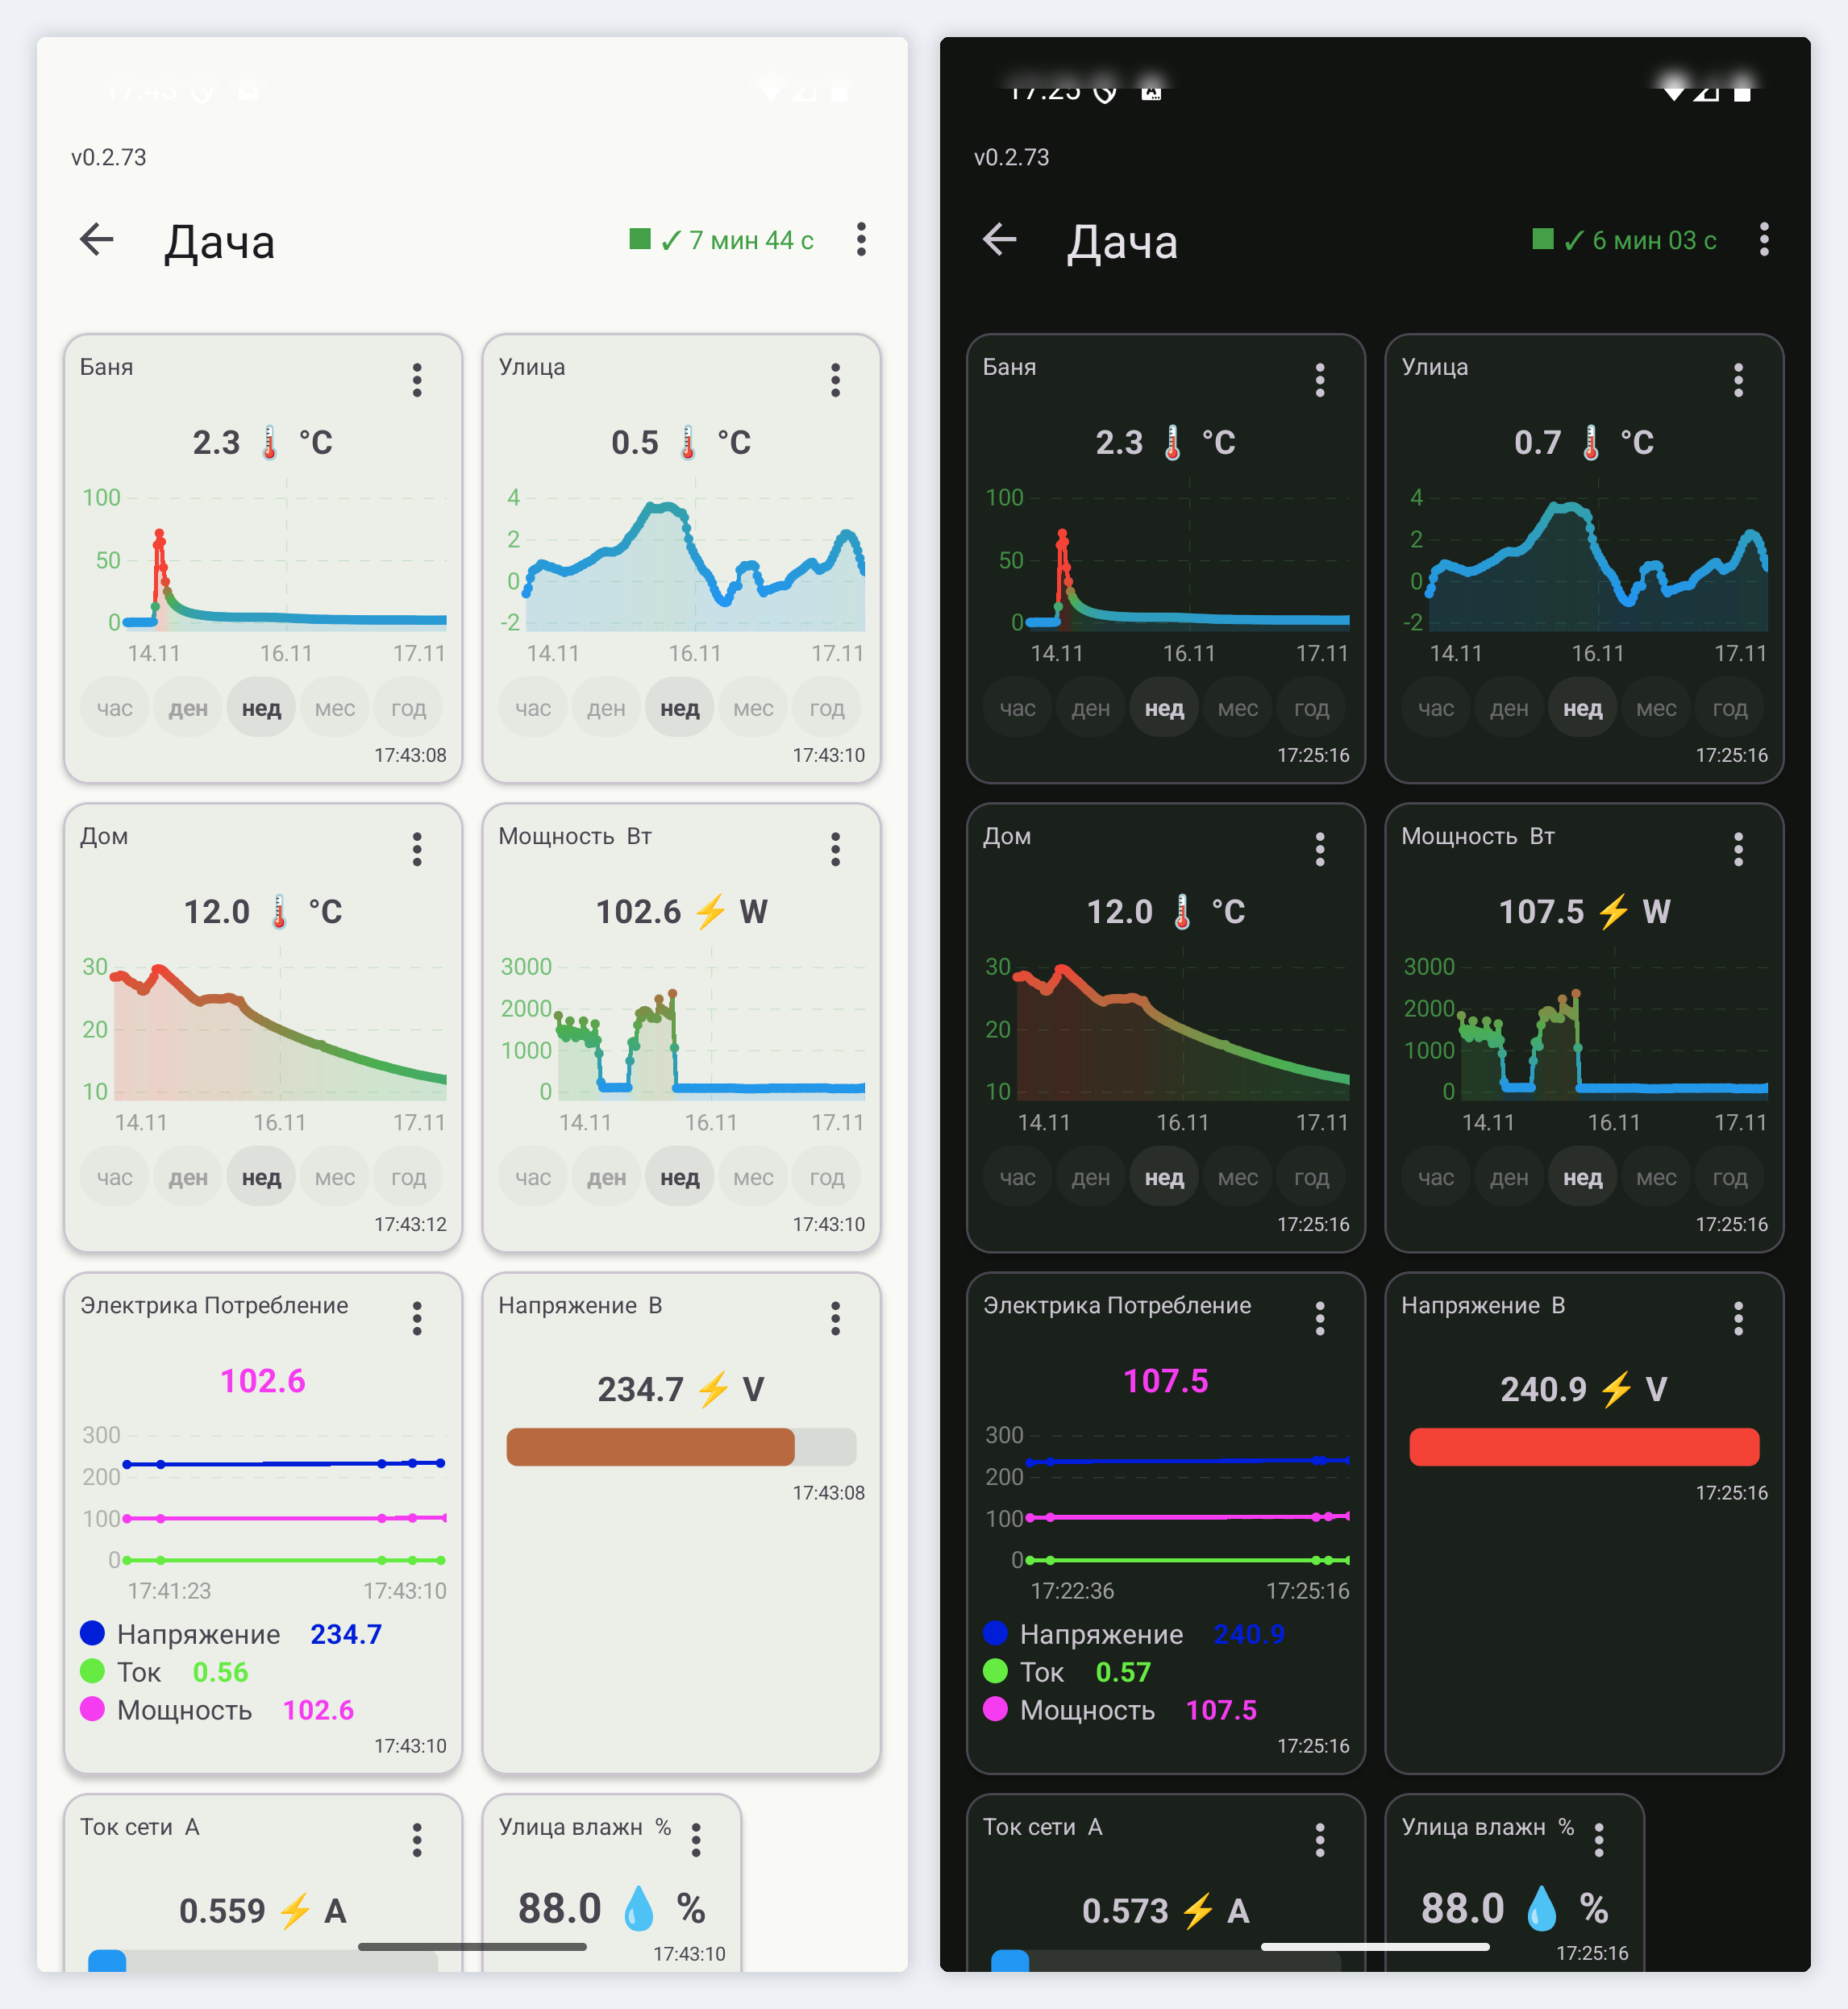 17:43
v0.2.73
Дача
✓ 7 мин 44 с
Баня
2.3 🌡️ °C
100
50
0
14.11 16.11 17.11
час ден нед мес год
17:43:08
Улица
0.5 🌡️ °C
4
2
0
-2
14.11 16.11 17.11
час ден нед мес год
17:43:10
Дом
12.0 🌡️ °C
30
20
10
14.11 16.11 17.11
час ден нед мес год
17:43:12
Мощность Вт
102.6 ⚡ W
3000
2000
1000
0
14.11 16.11 17.11
час ден нед мес год
17:43:10
Электрика Потребление
102.6
300
200
100
0
17:41:23 17:43:10
Напряжение 234.7
Ток 0.56
Мощность 102.6
17:43:10
Напряжение В
234.7 ⚡ V
17:43:08
Ток сети А
0.559 ⚡ A
Улица влажн %
88.0 💧 %
17:43:10
17:25
v0.2.73
Дача
✓ 6 мин 03 с
Баня
2.3 🌡️ °C
100
50
0
14.11 16.11 17.11
час ден нед мес год
17:25:16
Улица
0.7 🌡️ °C
4
2
0
-2
14.11 16.11 17.11
час ден нед мес год
17:25:16
Дом
12.0 🌡️ °C
30
20
10
14.11 16.11 17.11
час ден нед мес год
17:25:16
Мощность Вт
107.5 ⚡ W
3000
2000
1000
0
14.11 16.11 17.11
час ден нед мес год
17:25:16
Электрика Потребление
107.5
300
200
100
0
17:22:36 17:25:16
Напряжение 240.9
Ток 0.57
Мощность 107.5
17:25:16
Напряжение В
240.9 ⚡ V
17:25:16
Ток сети А
0.573 ⚡ A
Улица влажн %
88.0 💧 %
17:25:16